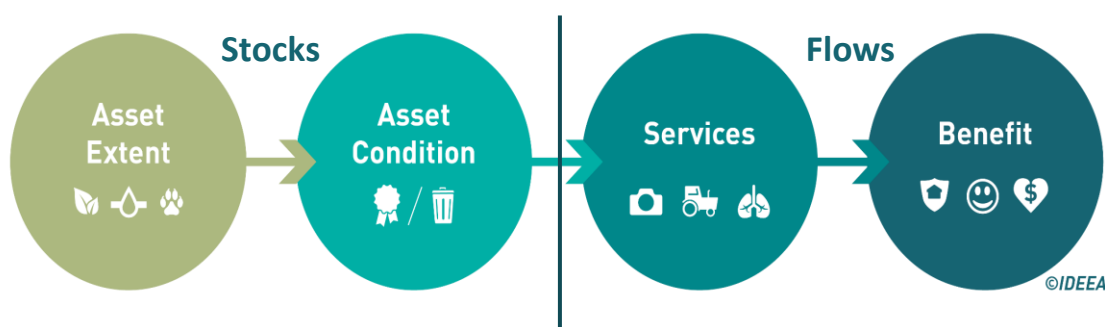 Stocks
Flows
Asset
Extent
Asset
Condition
Services
Benefit
$
©IDEEA